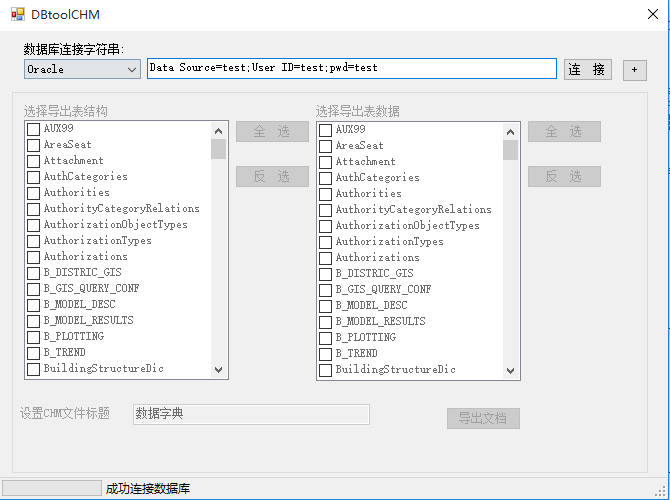 DBtoolCHM
数据库连接字符串:
Oracle
Data Source=test;User ID=test;pwd=test
连 接
+
选择导出表结构
选择导出表数据
AUX99
AreaSeat
Attachment
AuthCategories
Authorities
AuthorityCategoryRelations
AuthorizationObjectTypes
AuthorizationTypes
Authorizations
B_DISTRIC_GIS
B_GIS_QUERY_CONF
B_MODEL_DESC
B_MODEL_RESULTS
B_PLOTTING
B_TREND
BuildingStructureDic
全 选
反 选
AUX99
AreaSeat
Attachment
AuthCategories
Authorities
AuthorityCategoryRelations
AuthorizationObjectTypes
AuthorizationTypes
Authorizations
B_DISTRIC_GIS
B_GIS_QUERY_CONF
B_MODEL_DESC
B_MODEL_RESULTS
B_PLOTTING
B_TREND
BuildingStructureDic
全 选
反 选
设置CHM文件标题
数据字典
导出文档
成功连接数据库